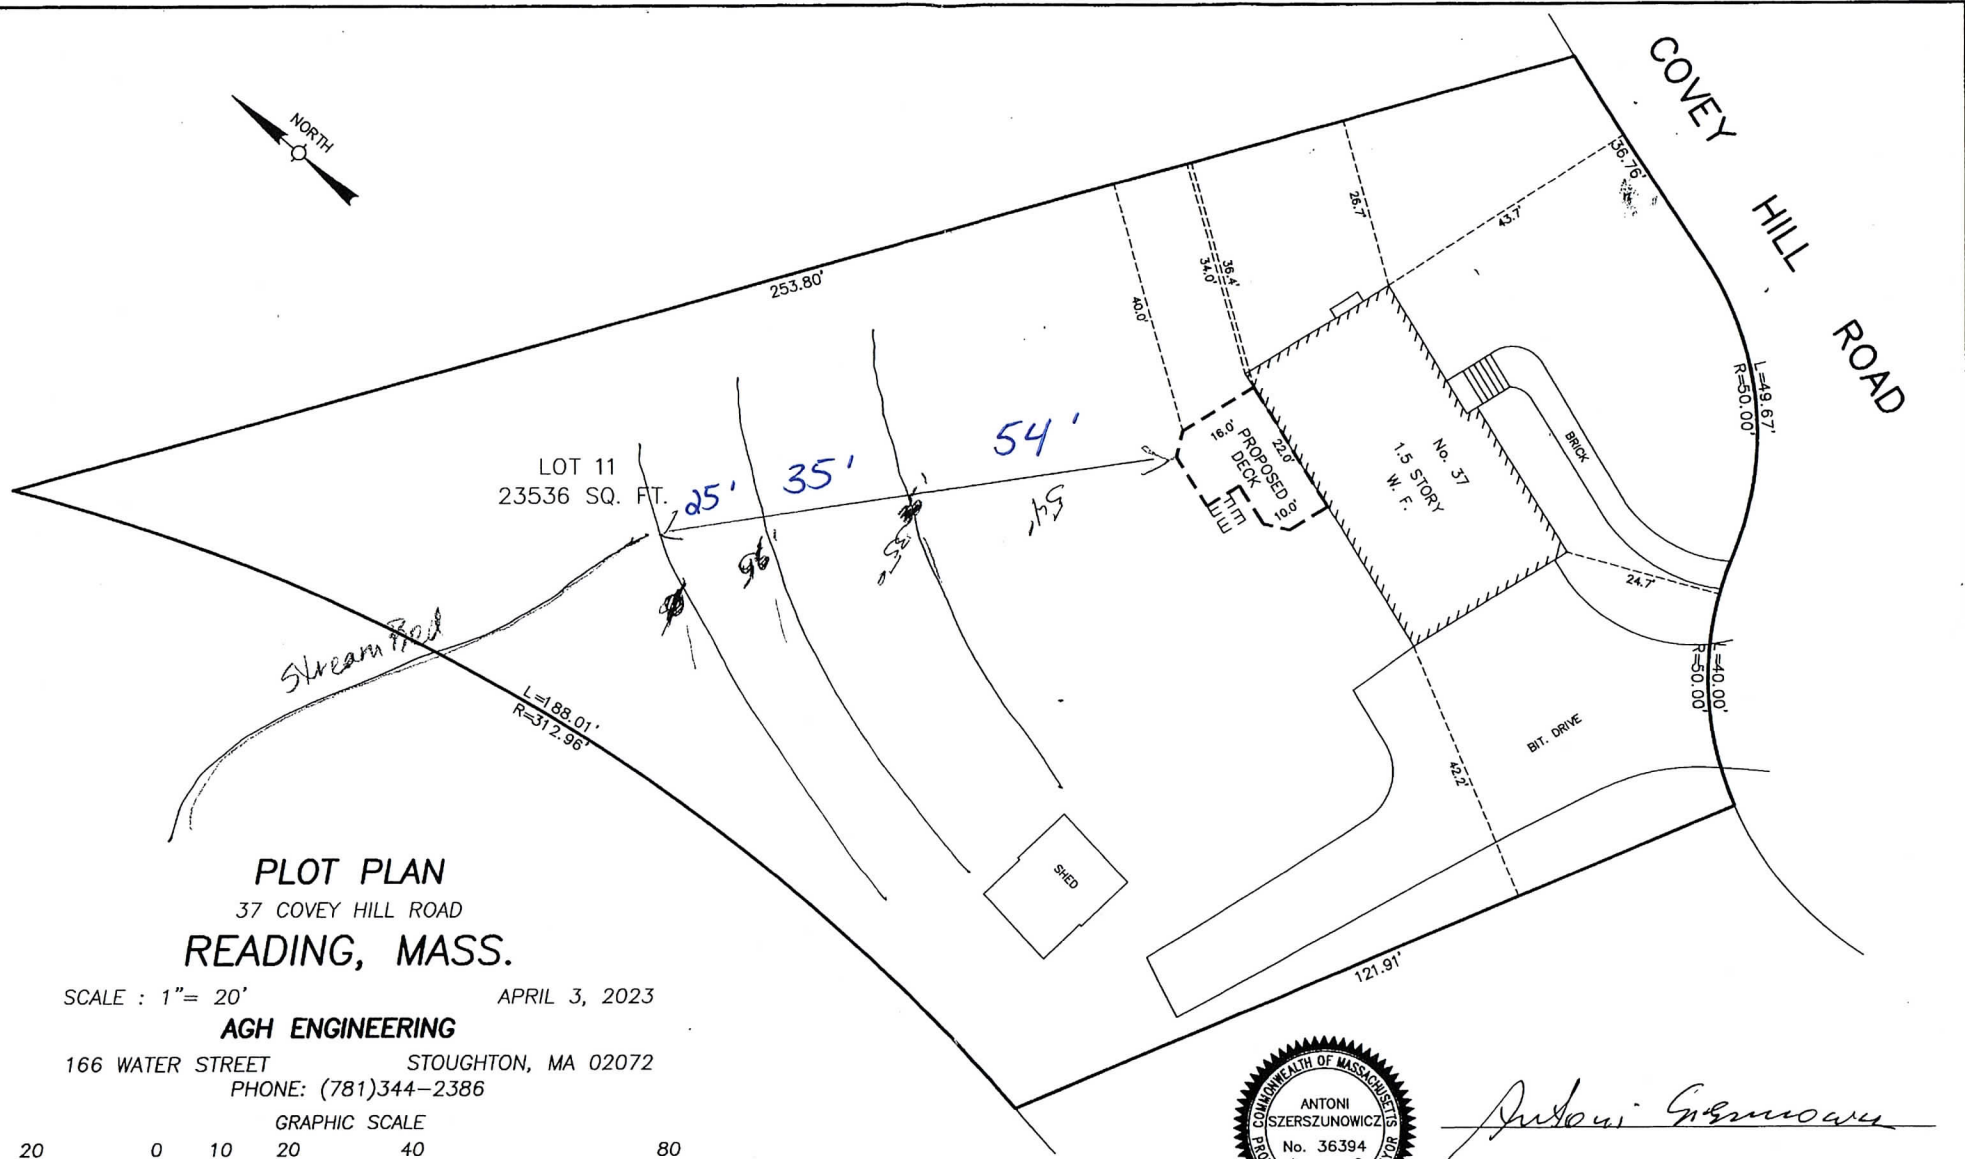 COVEY HILL ROAD
NORTH
36.76'
43.7'
26.7'
36.4'
34.0'
40.0'
253.80'
L=49.67'
R=50.00'
LOT 11
23536 SQ. FT.
25'
35'
54'
54'
16.0'
PROPOSED
DECK
22.0'
10.0'
No. 37
1.5 STORY
W. F.
BRICK
24.7'
L=40.00'
R=50.00'
Stream Bed
L=188.01'
R=312.96'
BIT. DRIVE
42.2'
SHED
121.91'
PLOT PLAN
37 COVEY HILL ROAD
READING, MASS.
SCALE : 1"= 20' APRIL 3, 2023
AGH ENGINEERING
166 WATER STREET STOUGHTON, MA 02072
PHONE: (781)344-2386
GRAPHIC SCALE
20 0 10 20 40 80
COMMONWEALTH OF MASSACHUSETTS
ANTONI
SZERSZUNOWICZ
No. 36394